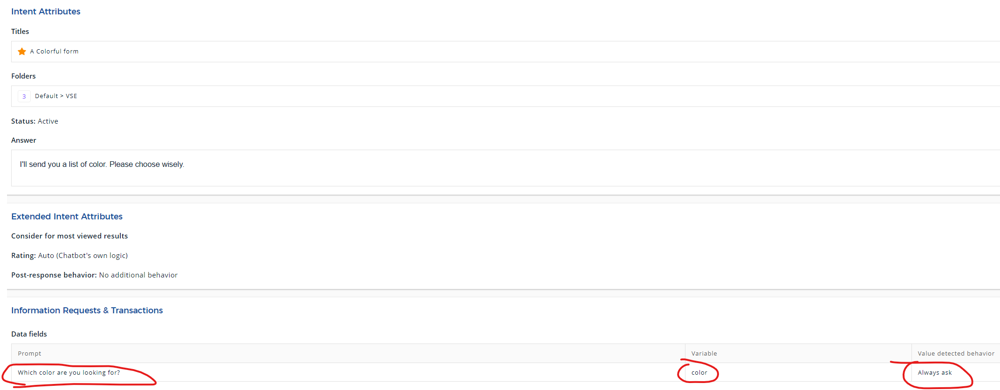 Intent Attributes
Titles
A Colorful form
Folders
3 Default > VSE
Status: Active
Answer
I'll send you a list of color. Please choose wisely.
Extended Intent Attributes
Consider for most viewed results
Rating: Auto (Chatbot's own logic)
Post-response behavior: No additional behavior
Information Requests & Transactions
Data fields
Prompt Variable Value detected behavior
Which color are you looking for? color Always ask